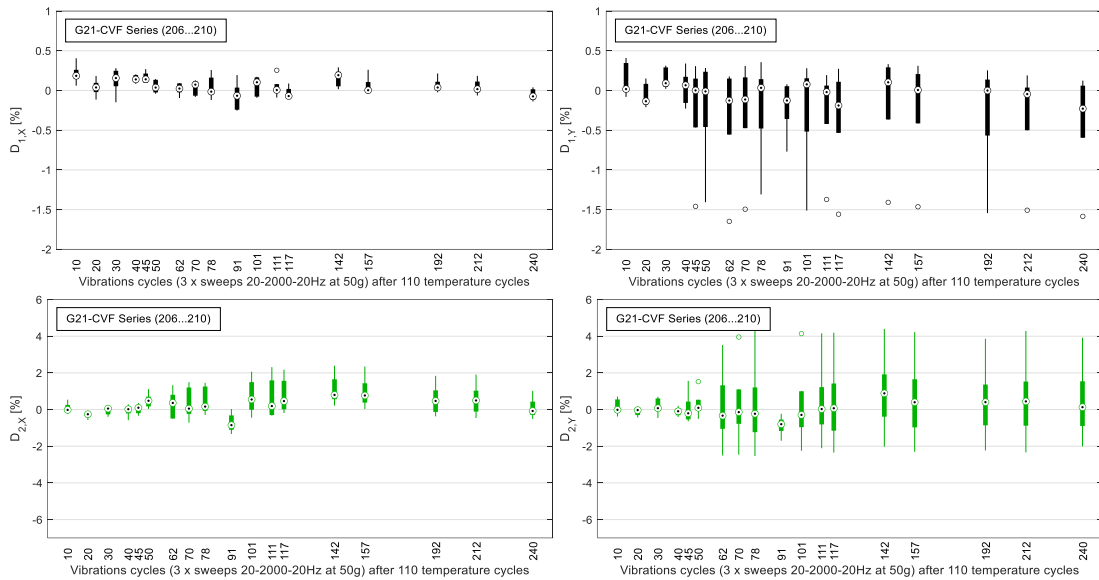 G21-CVF Series (206...210)
D1,X [%]
1
0.5
0
-0.5
-1
-1.5
-2
10 20 30 40 45 50 62 70 78 91 101 111 117 142 157 192 212 240
Vibrations cycles (3 x sweeps 20-2000-20Hz at 50g) after 110 temperature cycles
G21-CVF Series (206...210)
D1,Y [%]
1
0.5
0
-0.5
-1
-1.5
-2
10 20 30 40 45 50 62 70 78 91 101 111 117 142 157 192 212 240
Vibrations cycles (3 x sweeps 20-2000-20Hz at 50g) after 110 temperature cycles
G21-CVF Series (206...210)
D2,X [%]
6
4
2
0
-2
-4
-6
10 20 30 40 45 50 62 70 78 91 101 111 117 142 157 192 212 240
Vibrations cycles (3 x sweeps 20-2000-20Hz at 50g) after 110 temperature cycles
G21-CVF Series (206...210)
D2,Y [%]
6
4
2
0
-2
-4
-6
10 20 30 40 45 50 62 70 78 91 101 111 117 142 157 192 212 240
Vibrations cycles (3 x sweeps 20-2000-20Hz at 50g) after 110 temperature cycles